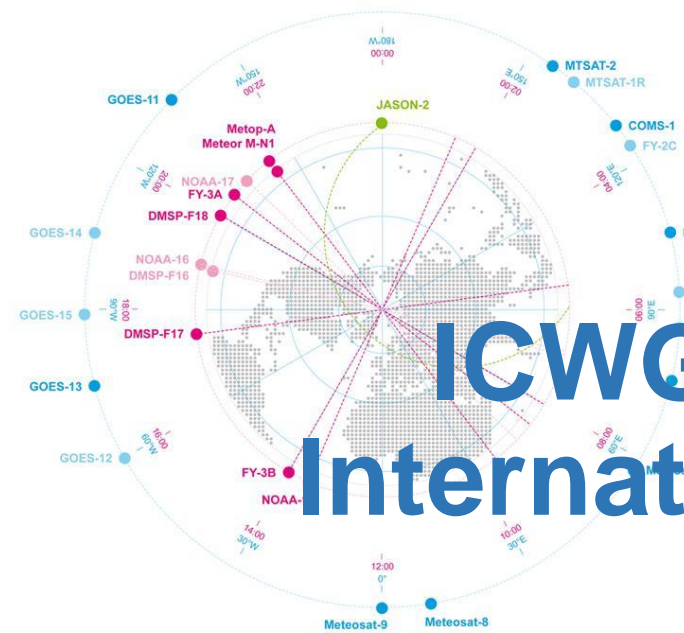 180°W
00:00
150°W
22:00
150°E
02:00
MTSAT-2
MTSAT-1R
GOES-11
JASON-2
Metop-A
Meteor M-N1
COMS-1
FY-2C
120°W
20:00
120°E
04:00
NOAA-17
FY-3A
DMSP-F18
GOES-14
NOAA-16
DMSP-F16
GOES-15
90°W
18:00
06:00
90°E
DMSP-F17
ICWG
GOES-13
16:00
60°W
08:00
60°E
GOES-12
FY-3B
NOAA-
Internat
14:00
30°W
10:00
30°E
12:00
0°
Meteosat-9
Meteosat-8